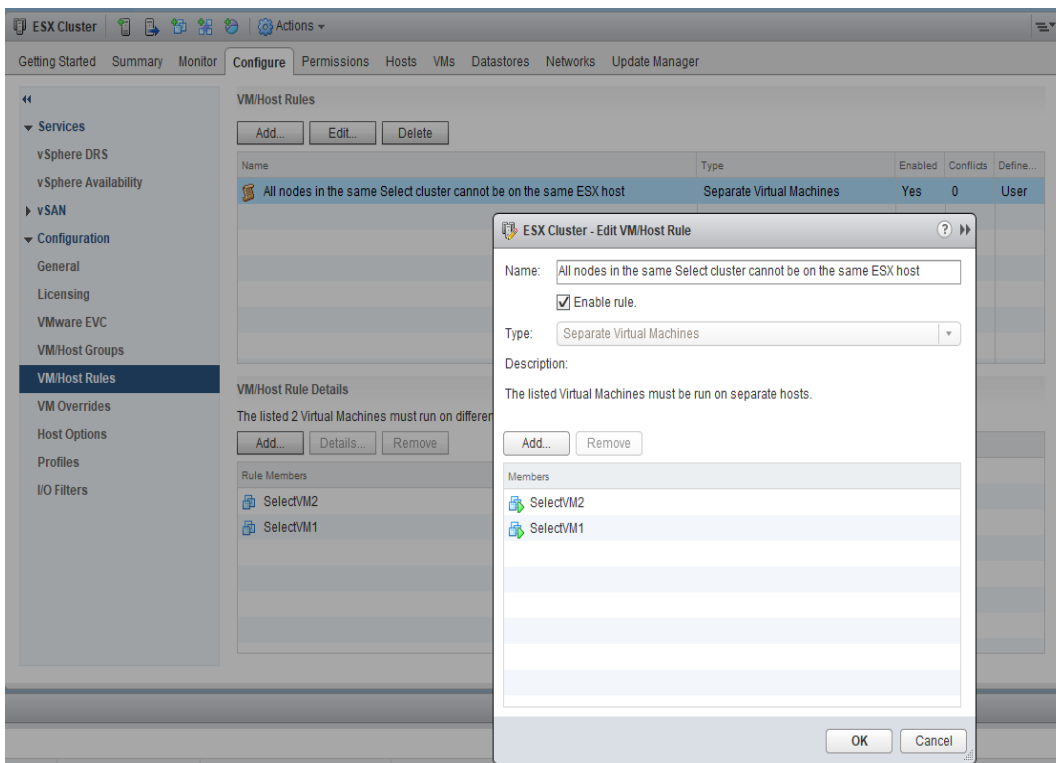 ESX Cluster Actions
Getting Started Summary Monitor Configure Permissions Hosts VMs Datastores Networks Update Manager
Services
vSphere DRS
vSphere Availability
vSAN
Configuration
General
Licensing
VMware EVC
VM/Host Groups
VM/Host Rules
VM Overrides
Host Options
Profiles
I/O Filters
VM/Host Rules
Add... Edit... Delete
Name Type Enabled Conflicts Define...
All nodes in the same Select cluster cannot be on the same ESX host Separate Virtual Machines Yes 0 User
VM/Host Rule Details
The listed 2 Virtual Machines must run on differen
Add... Details... Remove
Rule Members
SelectVM2
SelectVM1
ESX Cluster - Edit VM/Host Rule ?
Name: All nodes in the same Select cluster cannot be on the same ESX host
Enable rule.
Type: Separate Virtual Machines
Description:
The listed Virtual Machines must be run on separate hosts.
Add... Remove
Members
SelectVM2
SelectVM1
OK Cancel